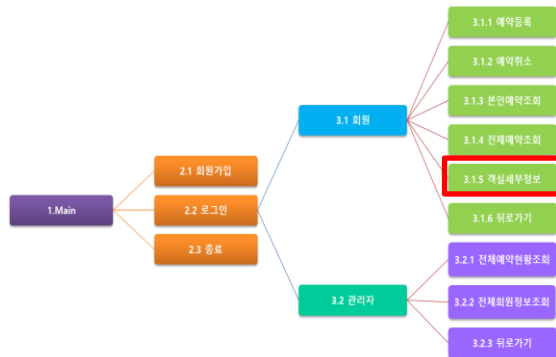 3.1.1 예약등록
3.1.2 예약취소
3.1 회원
3.1.3 본인예약조회
3.1.4 전체예약조회
2.1 회원가입
3.1.5 객실세부정보
1.Main
2.2 로그인
3.1.6 뒤로가기
2.3 종료
3.2.1 전체예약현황조회
3.2 관리자
3.2.2 전체회원정보조회
3.2.3 뒤로가기